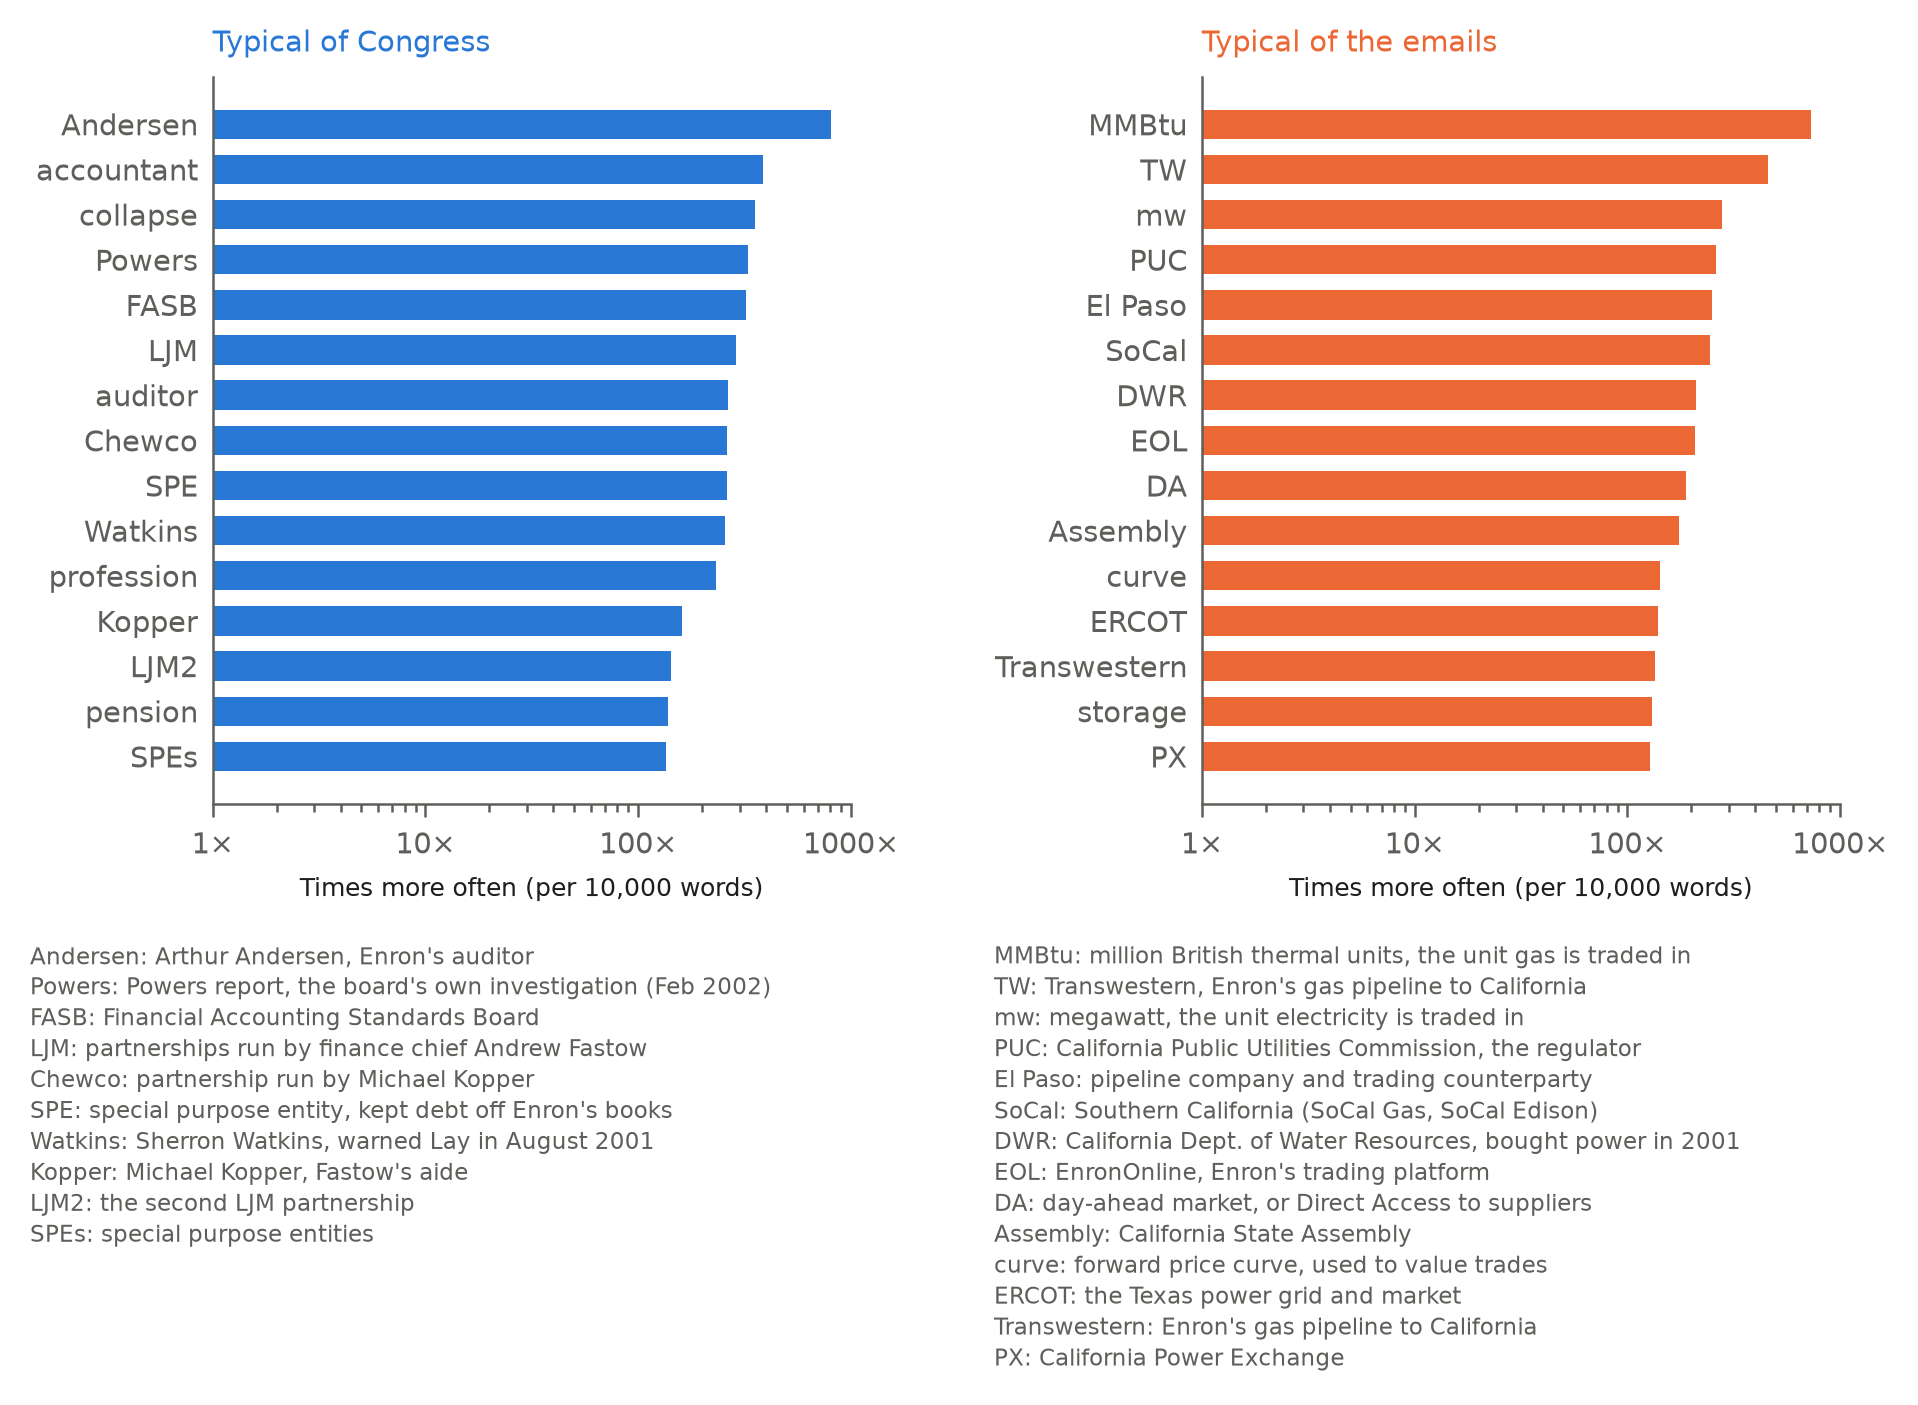 Typical of Congress
Andersen
accountant
collapse
Powers
FASB
LJM
auditor
Chewco
SPE
Watkins
profession
Kopper
LJM2
pension
SPEs
1×
10×
100×
1000×
Times more often (per 10,000 words)
Andersen: Arthur Andersen, Enron's auditor
Powers: Powers report, the board's own investigation (Feb 2002)
FASB: Financial Accounting Standards Board
LJM: partnerships run by finance chief Andrew Fastow
Chewco: partnership run by Michael Kopper
SPE: special purpose entity, kept debt off Enron's books
Watkins: Sherron Watkins, warned Lay in August 2001
Kopper: Michael Kopper, Fastow's aide
LJM2: the second LJM partnership
SPEs: special purpose entities
Typical of the emails
MMBtu
TW
mw
PUC
El Paso
SoCal
DWR
EOL
DA
Assembly
curve
ERCOT
Transwestern
storage
PX
1×
10×
100×
1000×
Times more often (per 10,000 words)
MMBtu: million British thermal units, the unit gas is traded in
TW: Transwestern, Enron's gas pipeline to California
mw: megawatt, the unit electricity is traded in
PUC: California Public Utilities Commission, the regulator
El Paso: pipeline company and trading counterparty
SoCal: Southern California (SoCal Gas, SoCal Edison)
DWR: California Dept. of Water Resources, bought power in 2001
EOL: EnronOnline, Enron's trading platform
DA: day-ahead market, or Direct Access to suppliers
Assembly: California State Assembly
curve: forward price curve, used to value trades
ERCOT: the Texas power grid and market
Transwestern: Enron's gas pipeline to California
PX: California Power Exchange